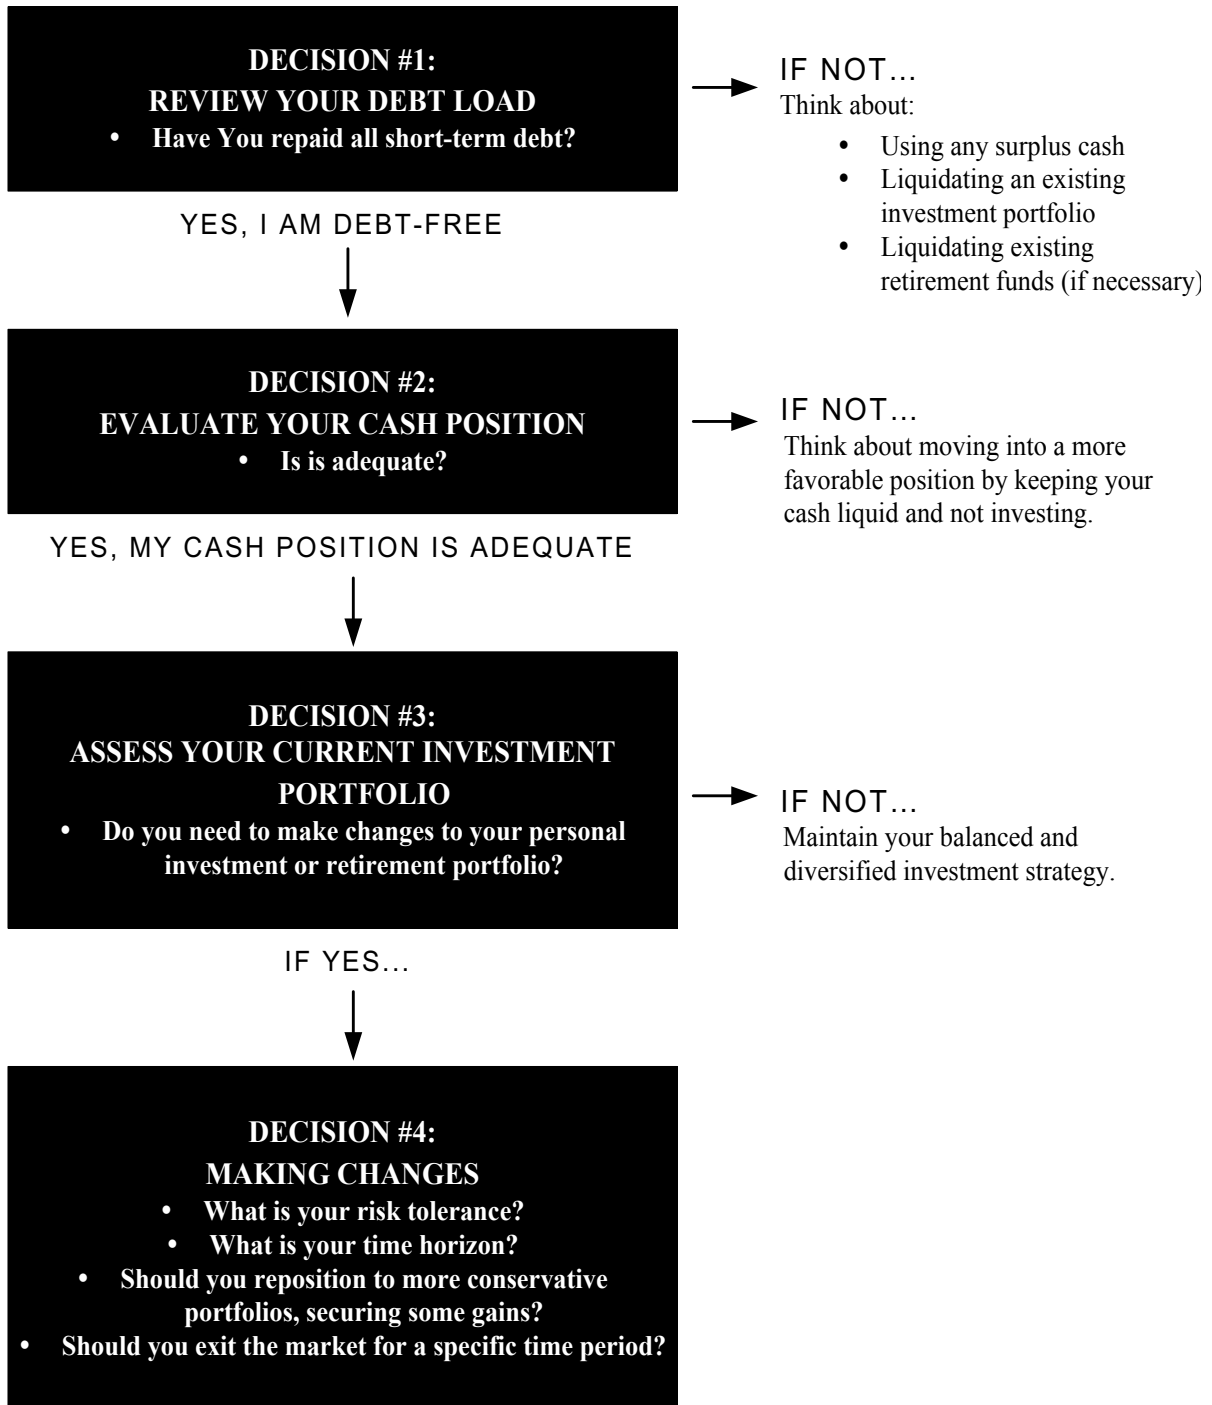 DECISION #1:
REVIEW YOUR DEBT LOAD
• Have You repaid all short-term debt?
IF NOT...
Think about:
• Using any surplus cash
• Liquidating an existing
investment portfolio
• Liquidating existing
retirement funds (if necessary)
YES, I AM DEBT-FREE
DECISION #2:
EVALUATE YOUR CASH POSITION
• Is is adequate?
IF NOT...
Think about moving into a more
favorable position by keeping your
cash liquid and not investing.
YES, MY CASH POSITION IS ADEQUATE
DECISION #3:
ASSESS YOUR CURRENT INVESTMENT
PORTFOLIO
• Do you need to make changes to your personal
investment or retirement portfolio?
IF NOT...
Maintain your balanced and
diversified investment strategy.
IF YES...
DECISION #4:
MAKING CHANGES
• What is your risk tolerance?
• What is your time horizon?
• Should you reposition to more conservative
portfolios, securing some gains?
• Should you exit the market for a specific time period?